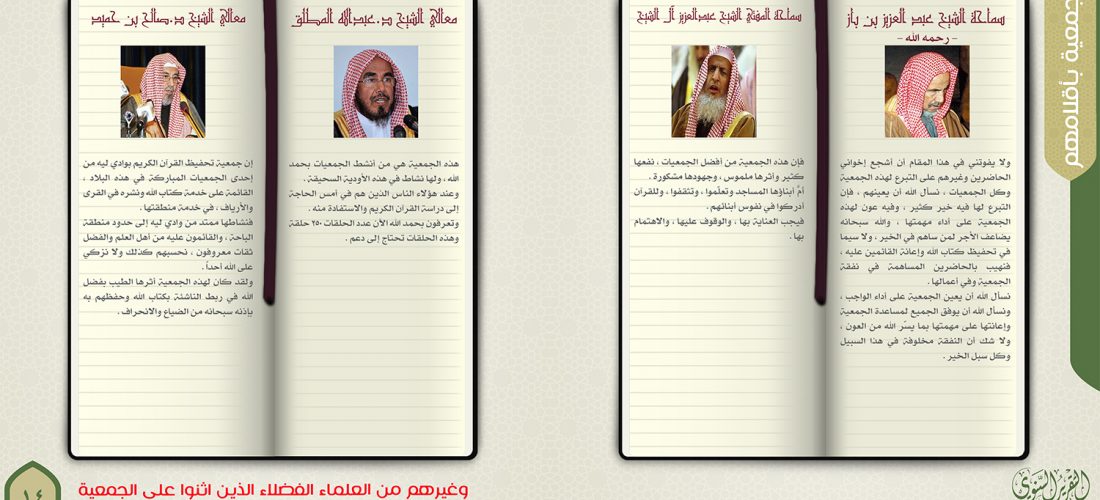 جمعية بأقلامهم
سماحة الشيخ عبد العزيز بن باز
- رحمه الله -
ولا يفوتني في هذا المقام أن أشجع إخواني
الحاضرين وغيرهم على التبرع لهذه الجمعية
وكل الجمعيات ، نسأل الله أن يعينهم ، فإن
التبرع لها فيه خير كثير ، وفيه عون لهذه
الجمعية على أداء مهمتها ، والله سبحانه
يضاعف الأجر لمن ساهم في الخير ، ولا سيما
في تحفيظ كتاب الله وإعانة القائمين عليه ،
فنهيب بالحاضرين المساهمة في نفقة
الجمعية وفي أعمالها .
نسأل الله أن يعين الجمعية على أداء الواجب ،
ونسأل الله أن يوفق الجميع لمساعدة الجمعية
وإعانتها على مهمتها بما يسّر الله من العون ،
ولا شك أن النفقة مخلوفة في هذا السبيل
وكل سبل الخير .
سماحة المفتي الشيخ عبدالعزيز آل الشيخ
فإن هذه الجمعية من أفضل الجمعيات ، نفعها
كثير وأثرها ملموس ، وجهودها مشكورة .
أمّ أبناؤها المساجد وتعلّموا ، وتثقفوا ، وللقرآن
أدركوا في نفوس أبنائهم .
فيجب العناية بها ، والوقوف عليها ، والاهتمام
بها .
معالي الشيخ د.عبدالله المطلق
هذه الجمعية هي من أنشط الجمعيات بحمد
الله ، ولها نشاط في هذه الأودية السحيقة .
وعند هؤلاء الناس الذين هم في أمس الحاجة
إلى دراسة القرآن الكريم والاستفادة منه .
وتعرفون بحمد الله الآن عدد الحلقات ٢٥٠ حلقة
وهذه الحلقات تحتاج إلى دعم .
معالي الشيخ د.صالح بن حميد
إن جمعية تحفيظ القرآن الكريم بوادي ليه من
إحدى الجمعيات المباركة في هذه البلاد ،
القائمة على خدمة كتاب الله ونشره في القرى
والأرياف ، في خدمة منطقتها .
فنشاطها ممتد من وادي ليه إلى حدود منطقة
الباحة ، والقائمون عليه من أهل العلم والفضل
ثقات معروفون ، نحسبهم كذلك ولا نزكي
على الله أحداً .
ولقد كان لهذه الجمعية أثرها الطيب بفضل
الله في ربط الناشئة بكتاب الله وحفظهم به
بإذنه سبحانه من الضياع والانحراف .
وغيرهم من العلماء الفضلاء الذين اثنوا على الجمعية
التقرير السنوي
١٤